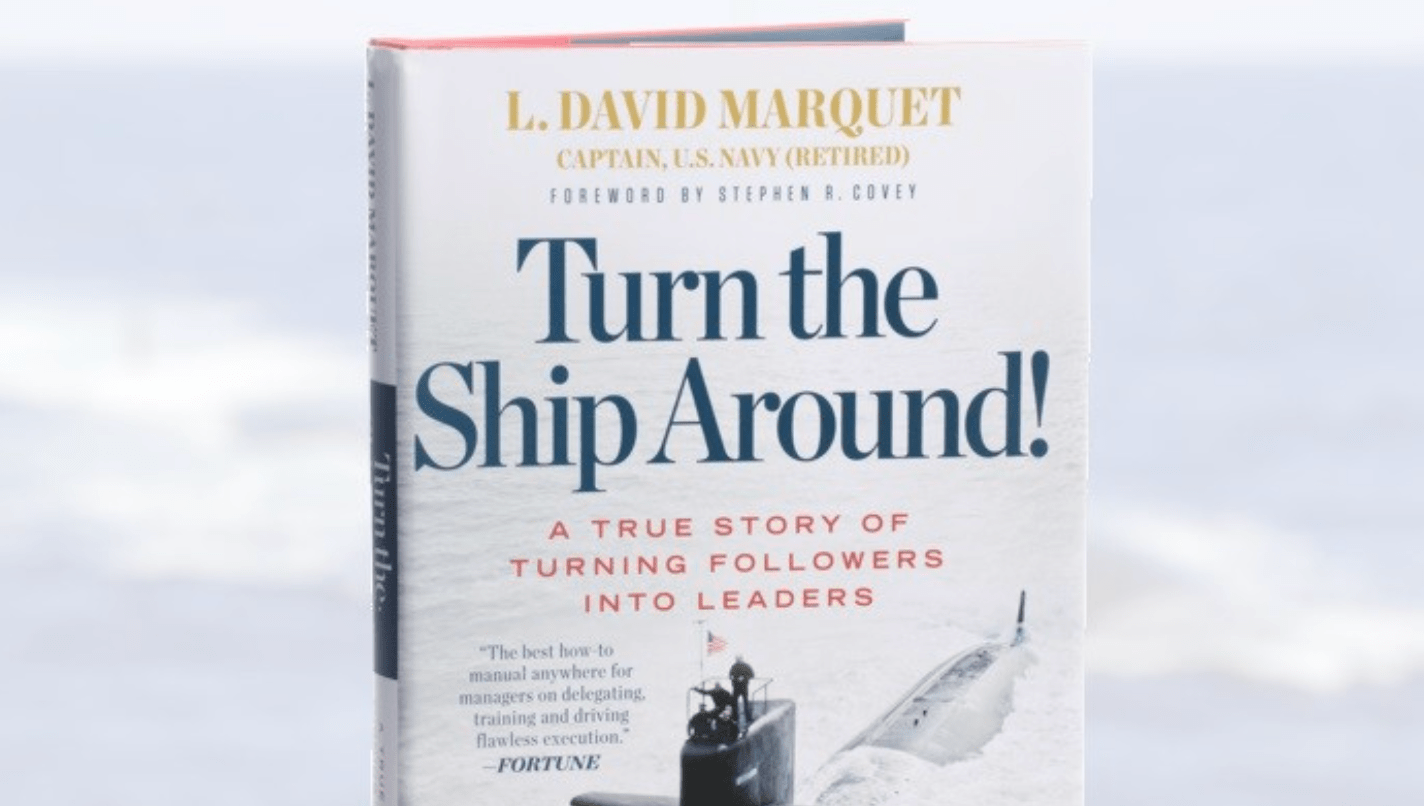 L. DAVID MARQUET
CAPTAIN, U.S. NAVY (RETIRED)
FOREWORD BY STEPHEN R. COVEY
Turn the
Ship Around!
A TRUE STORY OF
TURNING FOLLOWERS
INTO LEADERS
“The best how-to
manual anywhere for
managers on delegating,
training and driving
flawless execution.”
—FORTUNE
L. DAVID MARQUET
Turn the
A TRUE